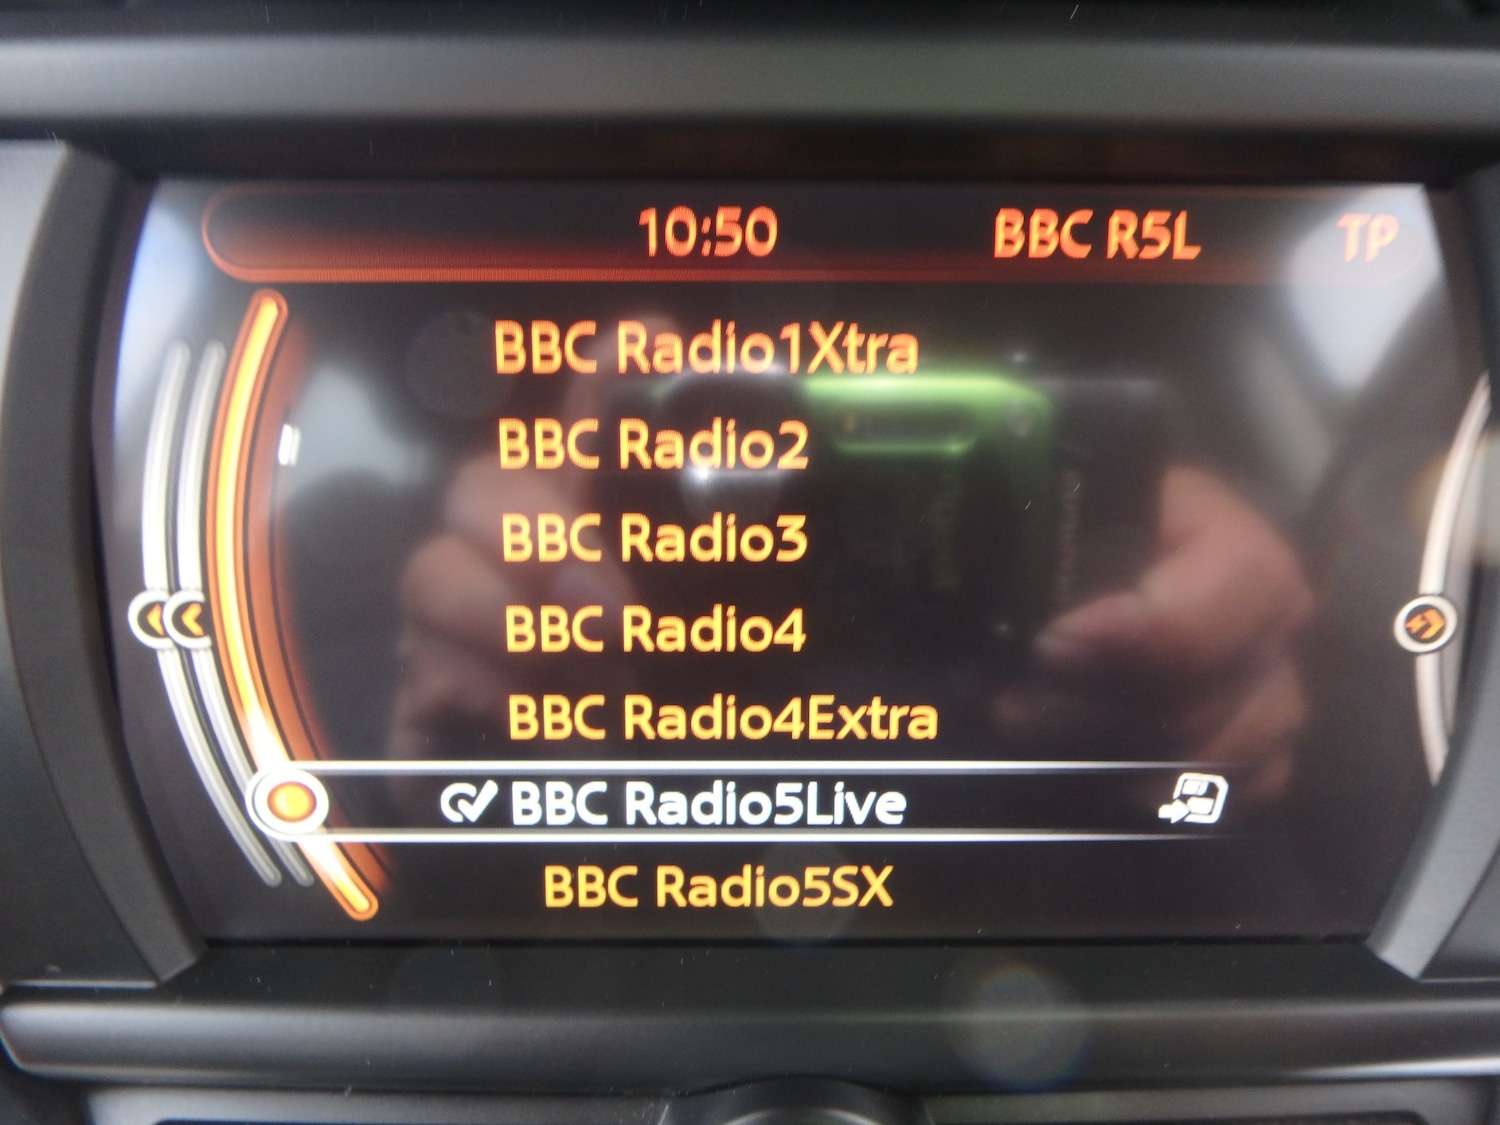 10:50 BBC R5L TP
BBC Radio1Xtra
BBC Radio2
BBC Radio3
BBC Radio4
BBC Radio4Extra
BBC Radio5Live
BBC Radio5SX